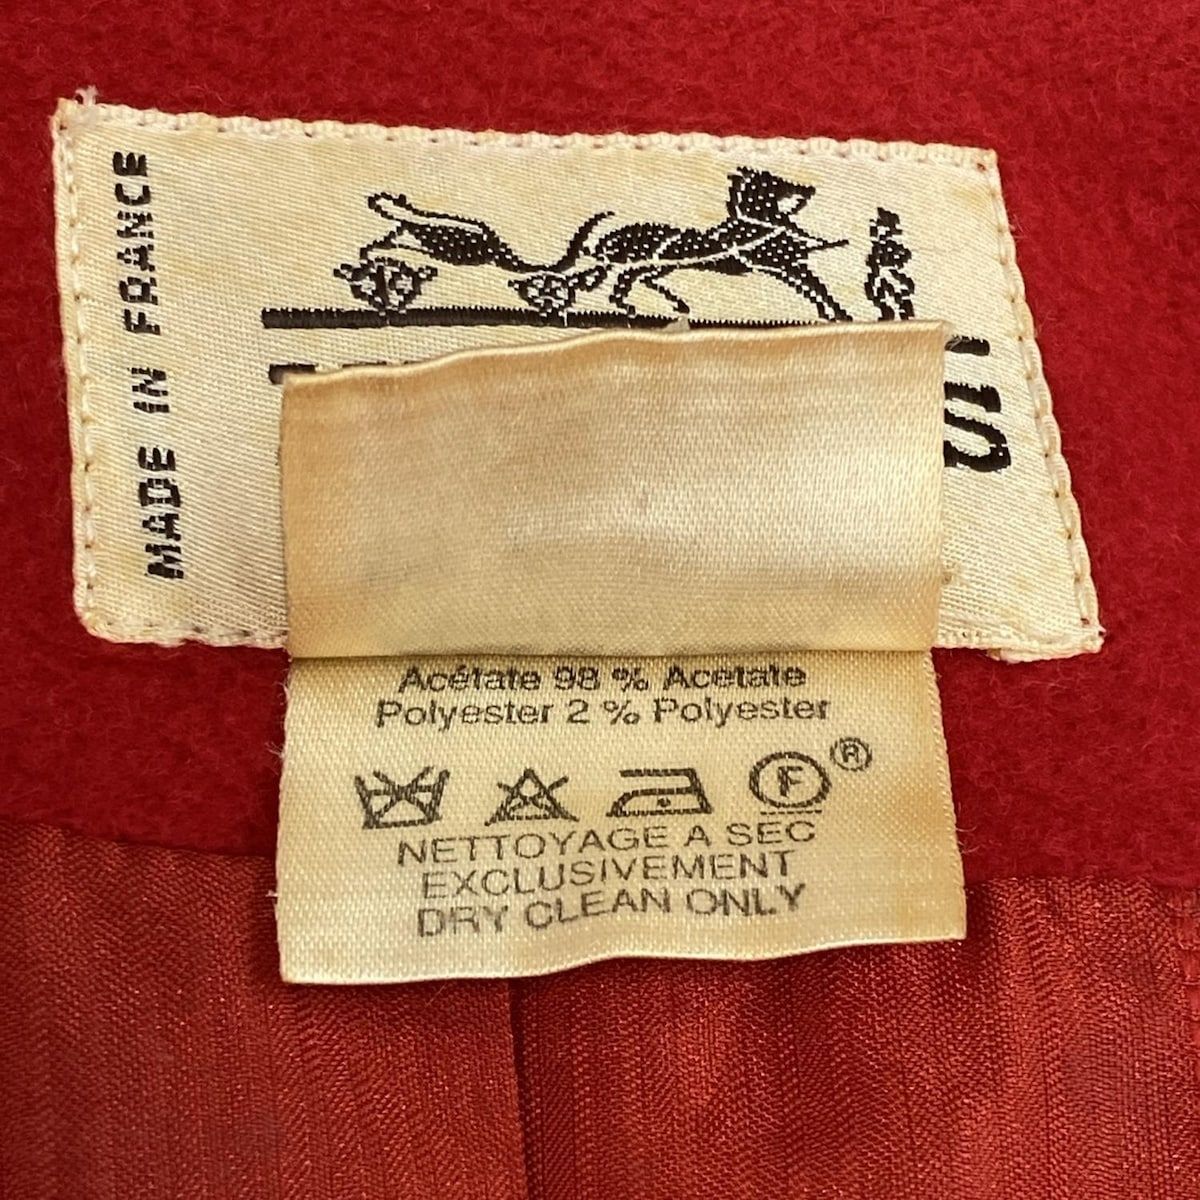 MADE IN FRANCE
Acétate 98 % Acetate
Polyester 2 % Polyester
F ®
NETTOYAGE A SEC
EXCLUSIVEMENT
DRY CLEAN ONLY